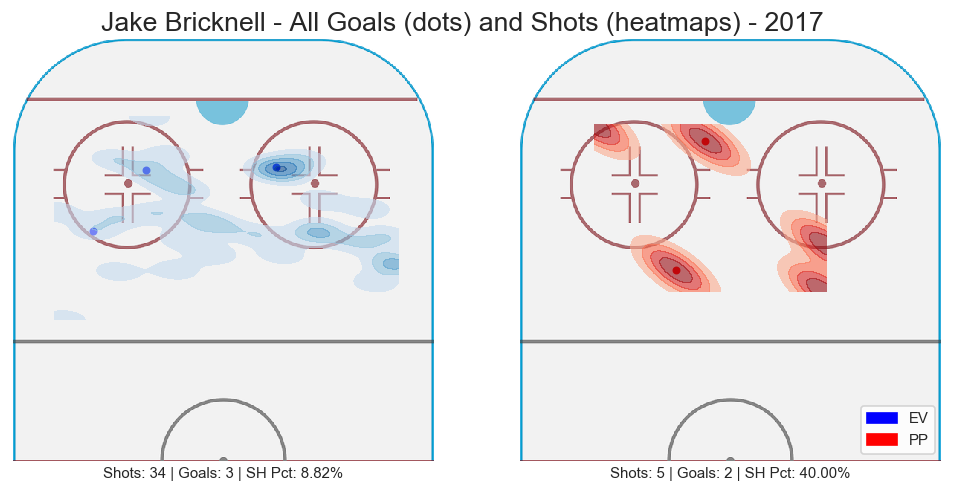 Jake Bricknell - All Goals (dots) and Shots (heatmaps) - 2017
EV
PP
Shots: 34 | Goals: 3 | SH Pct: 8.82%
Shots: 5 | Goals: 2 | SH Pct: 40.00%